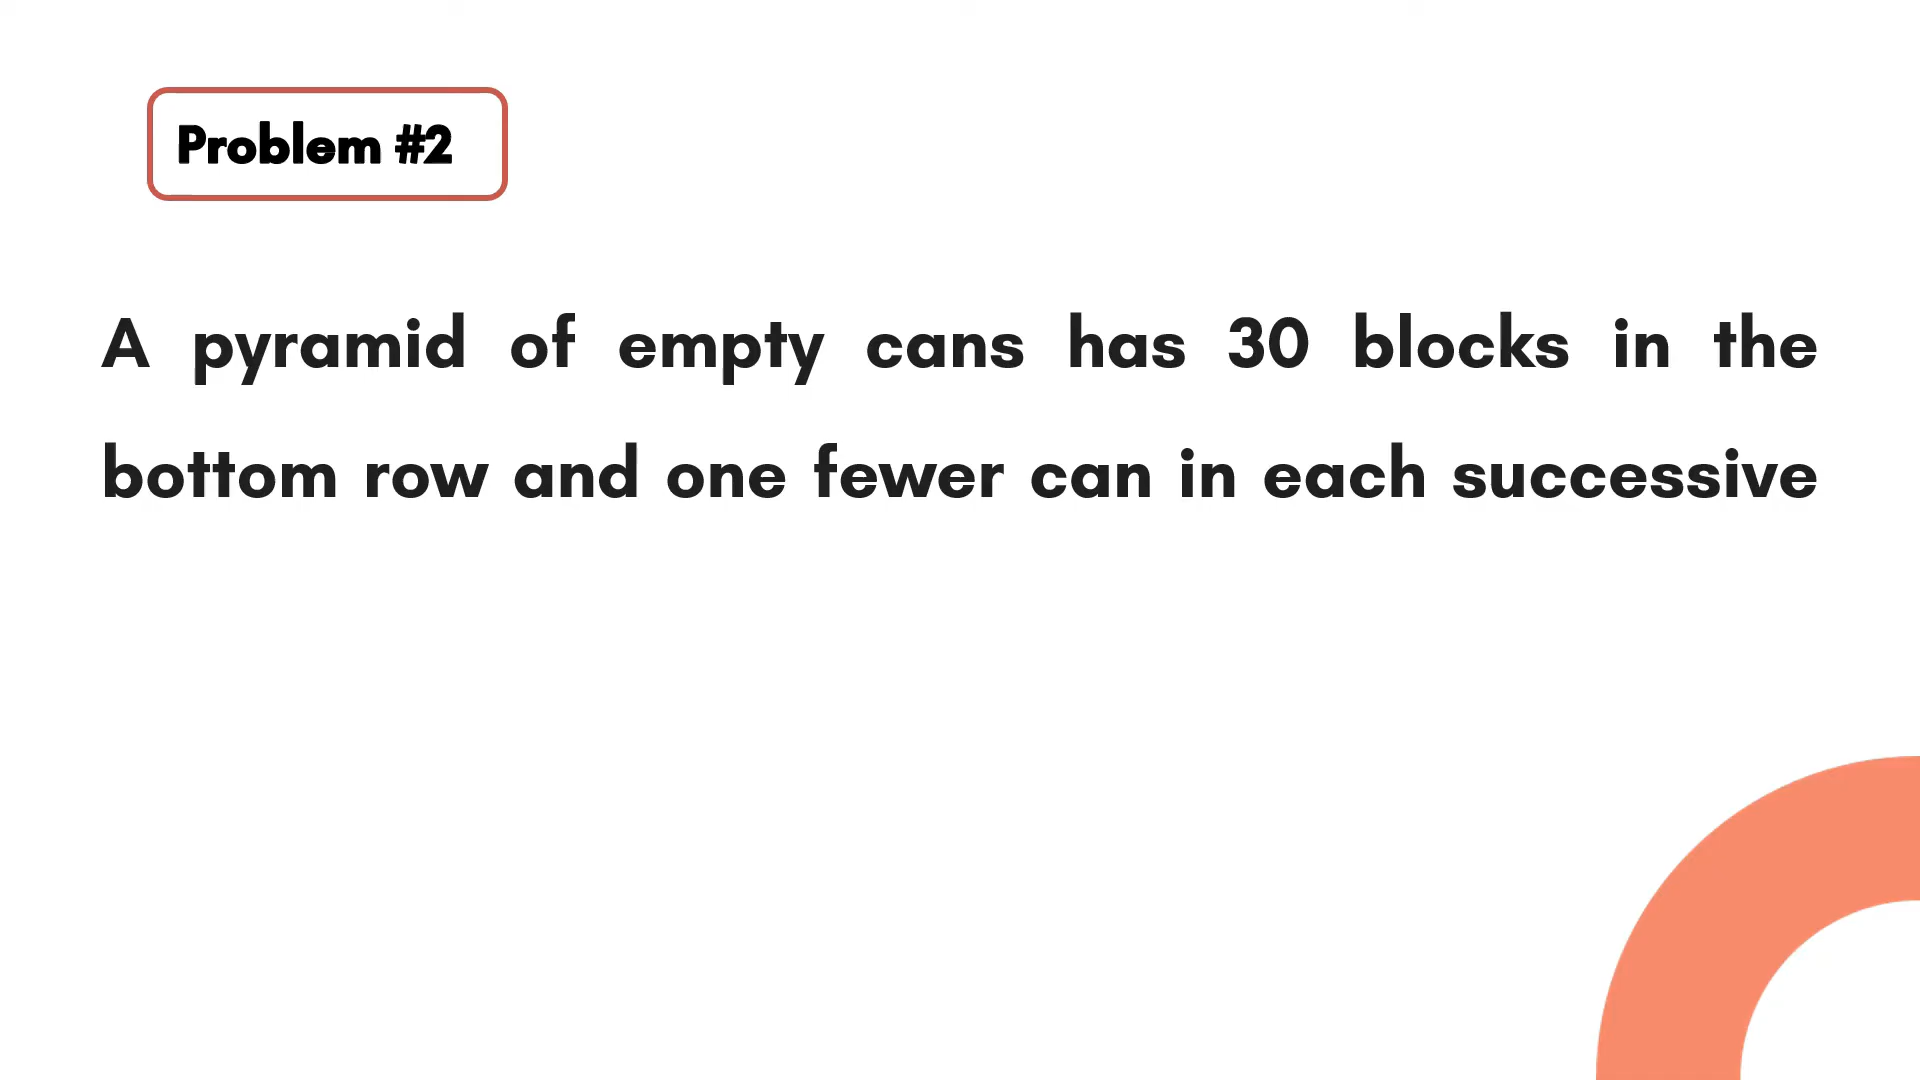 Problem #2
A pyramid of empty cans has 30 blocks in the
bottom row and one fewer can in each successive